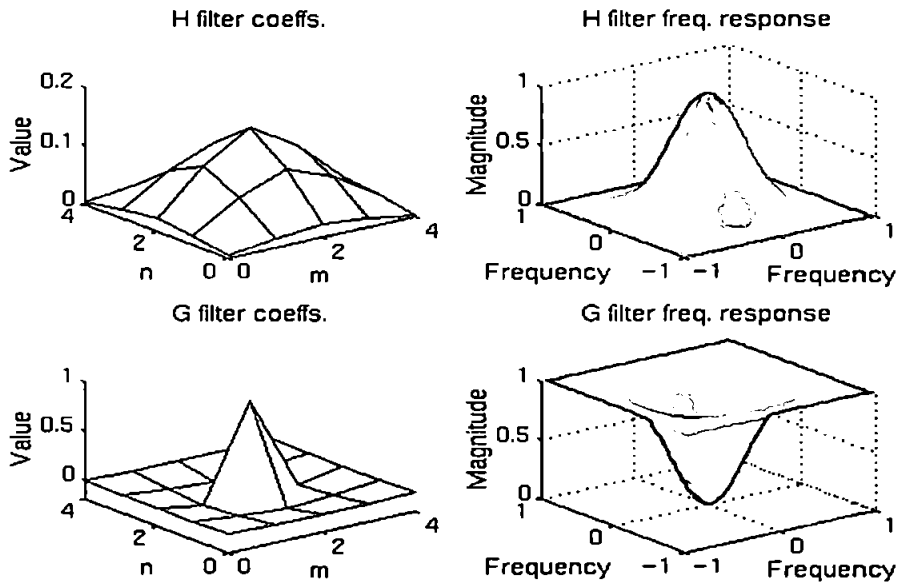 H filter coeffs.
H filter freq. response
0.2
0.1
0
Value
4
2
0
n
0
2
4
m
1
0.5
0
Magnitude
1
0
-1
Frequency
-1
0
1
Frequency
G filter coeffs.
G filter freq. response
1
0.5
0
Value
4
2
0
n
0
2
4
m
1
0.5
0
Magnitude
1
0
-1
Frequency
-1
0
1
Frequency